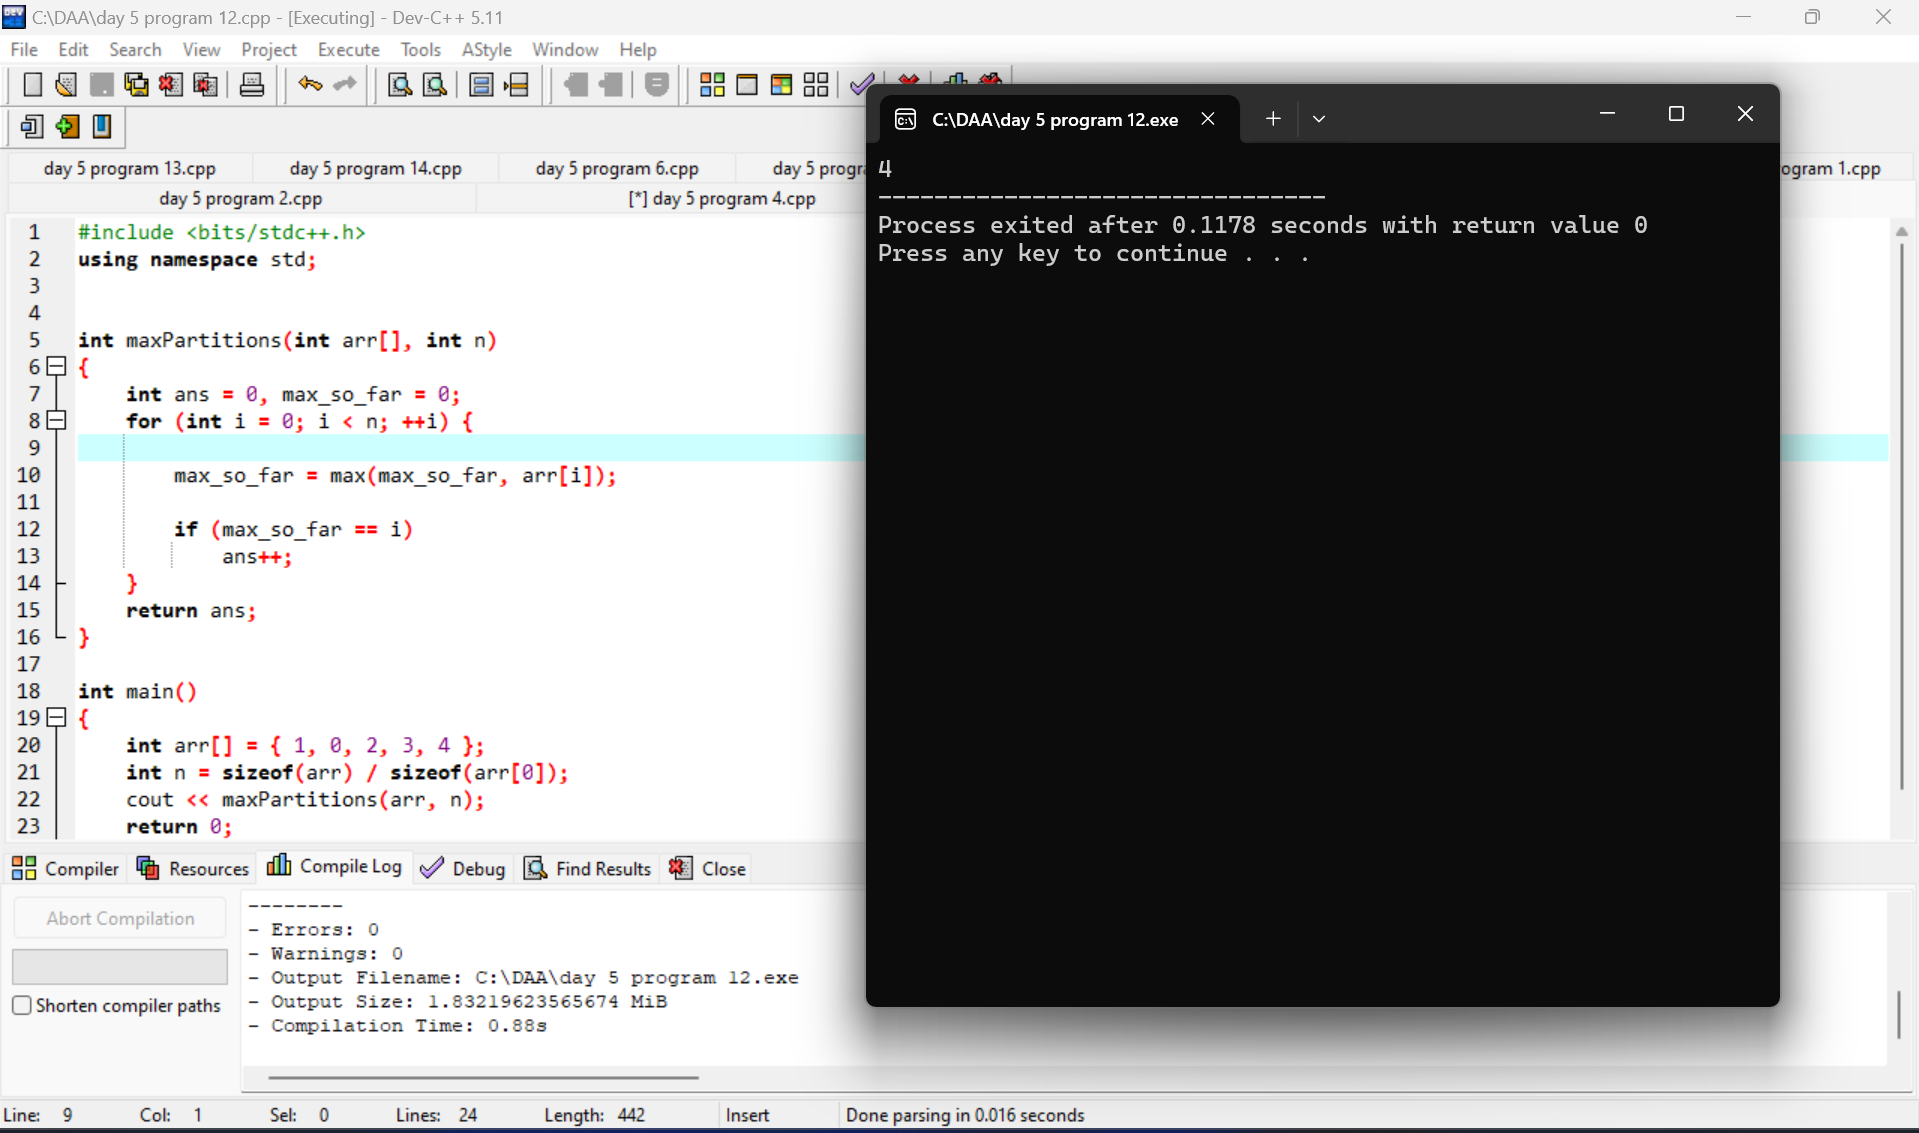 C:\DAA\day 5 program 12.cpp - [Executing] - Dev-C++ 5.11
File Edit Search View Project Execute Tools AStyle Window Help
day 5 program 13.cpp day 5 program 14.cpp day 5 program 6.cpp day 5 progra ogram 1.cpp
day 5 program 2.cpp [*] day 5 program 4.cpp
1 #include <bits/stdc++.h>
2 using namespace std;
3
4
5 int maxPartitions(int arr[], int n)
6 {
7 int ans = 0, max_so_far = 0;
8 for (int i = 0; i < n; ++i) {
9
10 max_so_far = max(max_so_far, arr[i]);
11
12 if (max_so_far == i)
13 ans++;
14 }
15 return ans;
16 }
17
18 int main()
19 {
20 int arr[] = { 1, 0, 2, 3, 4 };
21 int n = sizeof(arr) / sizeof(arr[0]);
22 cout << maxPartitions(arr, n);
23 return 0;
C:\DAA\day 5 program 12.exe
4
--------------------------------
Process exited after 0.1178 seconds with return value 0
Press any key to continue . . .
Compiler Resources Compile Log Debug Find Results Close
Abort Compilation
Shorten compiler paths
--------
- Errors: 0
- Warnings: 0
- Output Filename: C:\DAA\day 5 program 12.exe
- Output Size: 1.83219623565674 MiB
- Compilation Time: 0.88s
Line: 9 Col: 1 Sel: 0 Lines: 24 Length: 442 Insert Done parsing in 0.016 seconds